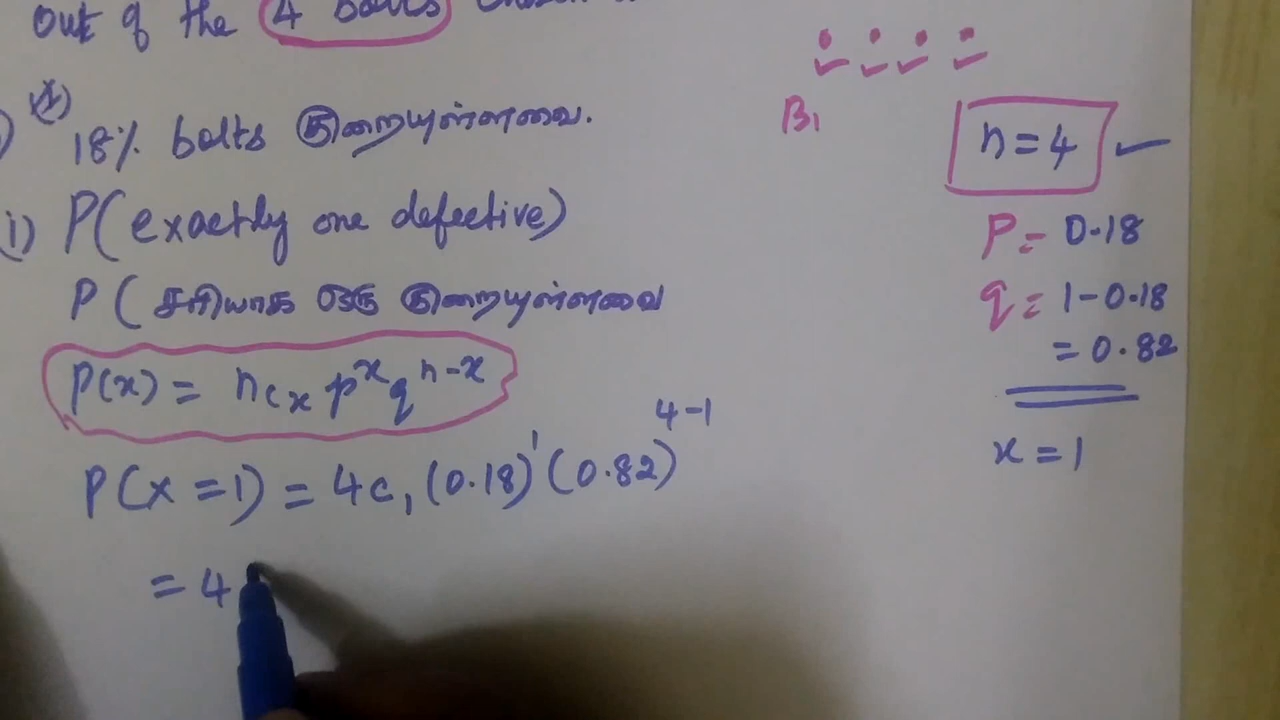 out of the 4 bolts
18% bolts குறையுள்ளவை.
i) P(exactly one defective)
P(சரியாக ஒரு குறையுள்ளவை
P(x) = nCx p^x q^n-x
P(X=1) = 4C1 (0.18)^1 (0.82)^4-1
= 4
B1
n=4
P = 0.18
q = 1-0.18
= 0.82
x=1